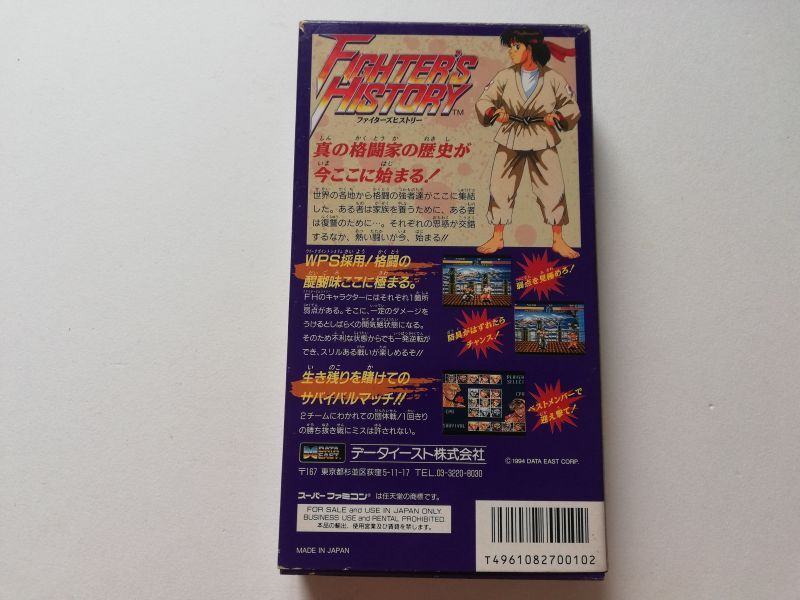 FIGHTER'S
HISTORY™
ファイターズヒストリー
真の格闘家の歴史が
今ここに始まる!
世界の各地から格闘の強者達がここに集結
した。ある者は家族を養うために、ある者
は復讐のために…。それぞれの思惑が交錯
するなか、熱い闘いが今、始まる!!
WPS採用!格闘の
醍醐味ここに極まる。
FHのキャラクターにはそれぞれ1箇所
弱点がある。そこに、一定のダメージを
うけるとしばらくの間気絶状態になる。
そのため不利な状態からでも一発逆転が
でき、スリルある戦いが楽しめるぞ!!
弱点を見極めろ!
防具がはずれたら
チャンス!
生き残りを賭けての
サバイバルマッチ!!
2チームにわかれての団体戦!1回きり
の勝ち抜き戦にミスは許されない。
PLAYER
SELECT
CPU
CPU
SURVIVAL
ベストメンバーで
迎え撃て!
DATA
EAST
データイースト株式会社
〒167 東京都杉並区荻窪5-11-17 TEL.03-3220-8030
©1994 DATA EAST CORP.
スーパーファミコン®は任天堂の商標です。
FOR SALE and USE IN JAPAN ONLY.
BUSINESS USE and RENTAL PROHIBITED.
本品の輸出、使用営業及び賃貸を禁じます。
MADE IN JAPAN
T4961082700102